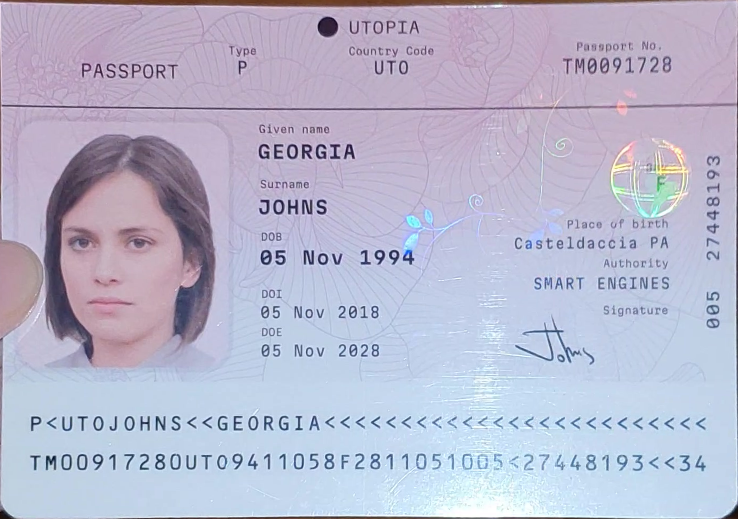 UTOPIA
PASSPORT
Type
P
Country Code
UTO
Passport No.
TM0091728
Given name
GEORGIA
Surname
JOHNS
DOB
05 Nov 1994
DOI
05 Nov 2018
DOE
05 Nov 2028
Place of birth
Casteldaccia PA
Authority
SMART ENGINES
Signature
Johns
005 27448193
P<UTOJOHNS<<GEORGIA<<<<<<<<<<<<<<<<<<<<<<<<<
TM00917280UTO9411058F2811051005<27448193<<34